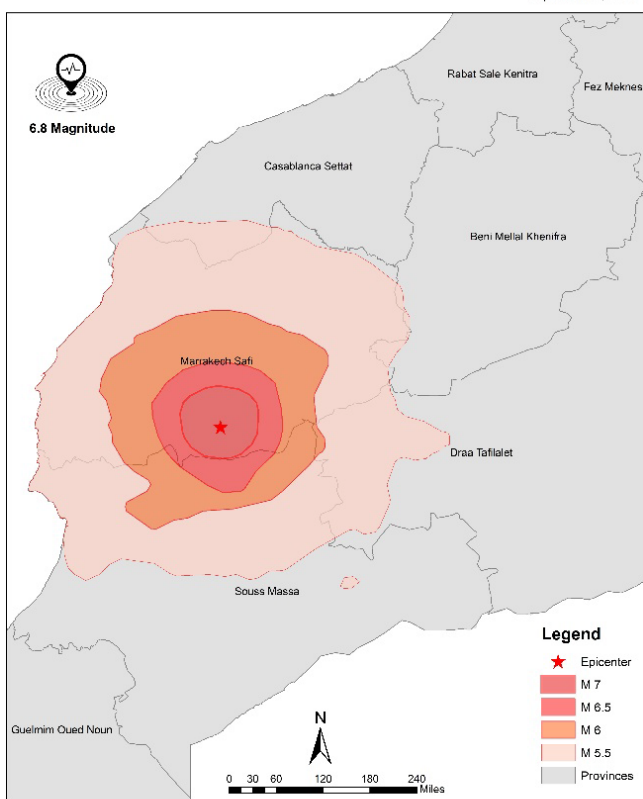 6.8 Magnitude
Rabat Sale Kenitra
Fez Meknes
Casablanca Settat
Beni Mellal Khenifra
Marrakech Safi
Draa Tafilalet
Souss Massa
Guelmim Oued Noun
Legend
Epicenter
M 7
M 6.5
M 6
M 5.5
Provinces
N
0 30 60 120 180 240
Miles